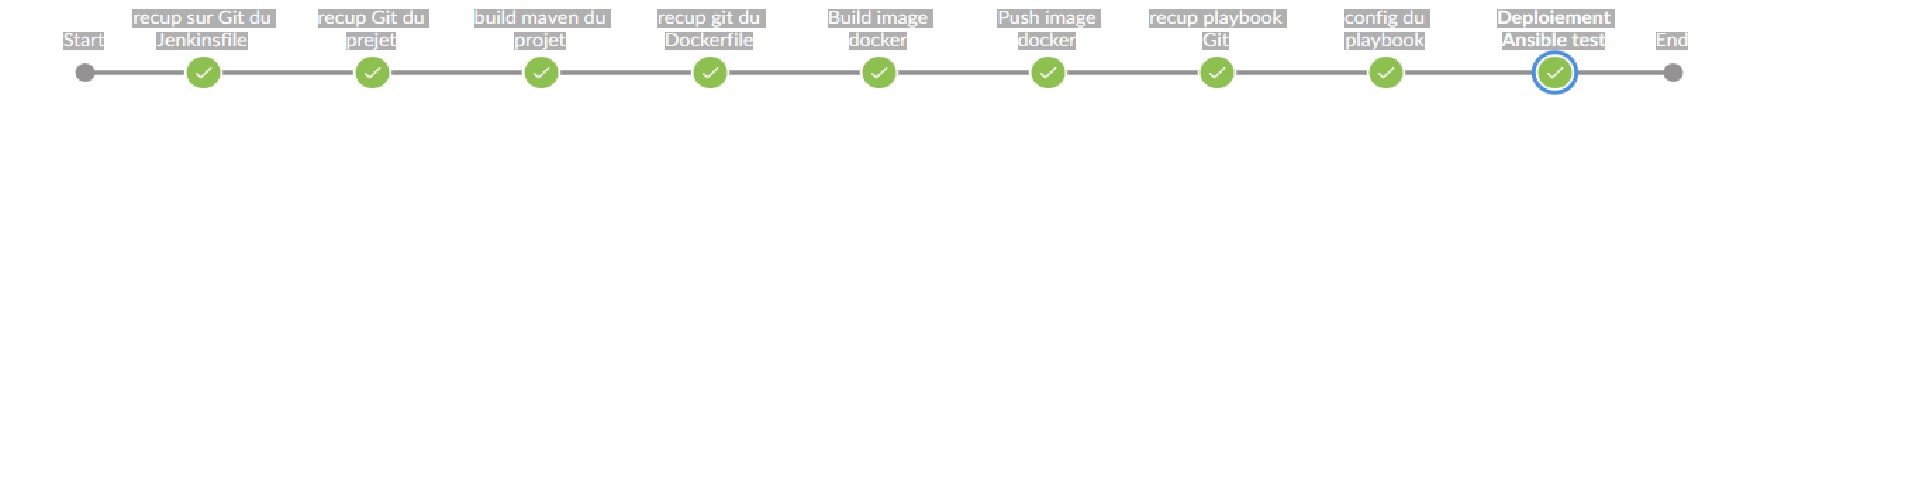 Start
recup sur Git du
Jenkinsfile
recup Git du
prejet
build maven du
projet
recup git du
Dockerfile
Build image
docker
Push image
docker
recup playbook
Git
config du
playbook
Deploiement
Ansible test
End